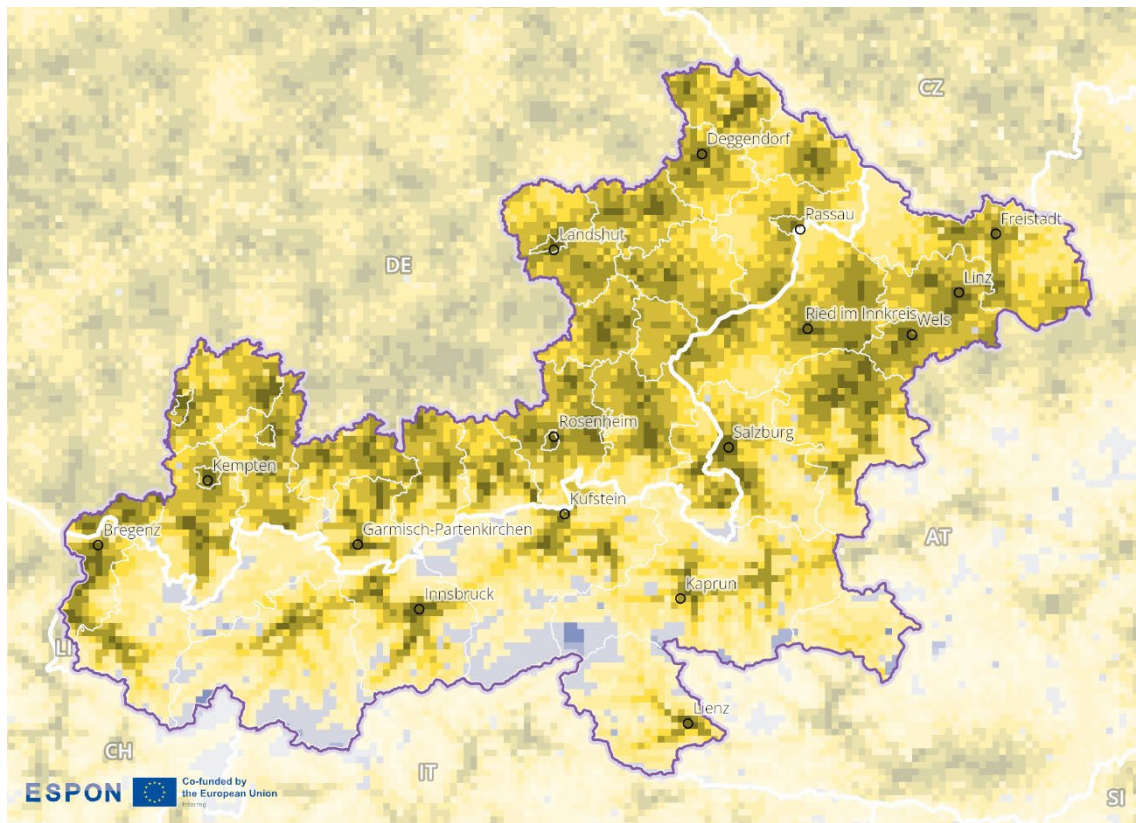 CZ
Deggendorf
Passau
Freistadt
Landshut
DE
Linz
Ried im Innkreis
Wels
Rosenheim
Salzburg
Kempten
Kufstein
Bregenz
Garmisch-Partenkirchen
AT
Kaprun
Innsbruck
LI
Lienz
CH
IT
ESPON
Co-funded by
the European Union
Interreg
SI